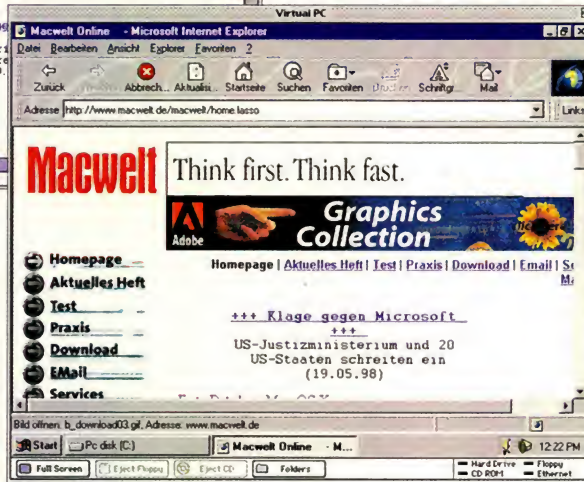 Virtual PC
Macwelt Online - Microsoft Internet Explorer
Datei Bearbeiten Ansicht Explorer Favoriten ?
Zurück Abbrech... Aktualisi... Startseite Suchen Favoriten Drucken Schriftgr... Mail
Adresse http://www.macwelt.de/macwelt/home.lasso Links
Macwelt
Think first. Think fast.
Adobe
Graphics
Collection
Homepage
Aktuelles Heft
Test
Praxis
Download
EMail
Services
Homepage | Aktuelles Heft | Test | Praxis | Download | Email |
+++ Klage gegen Microsoft
+++
US-Justizministerium und 20
US-Staaten schreiten ein
(19.05.98)
Bild öffnen: b_download03.gif, Adresse: www.macwelt.de
Start Pc disk (C:) Macwelt Online - M... 12:22 PM
Full Screen Eject Floppy Eject CD Folders Hard Drive Floppy
CD ROM Ethernet